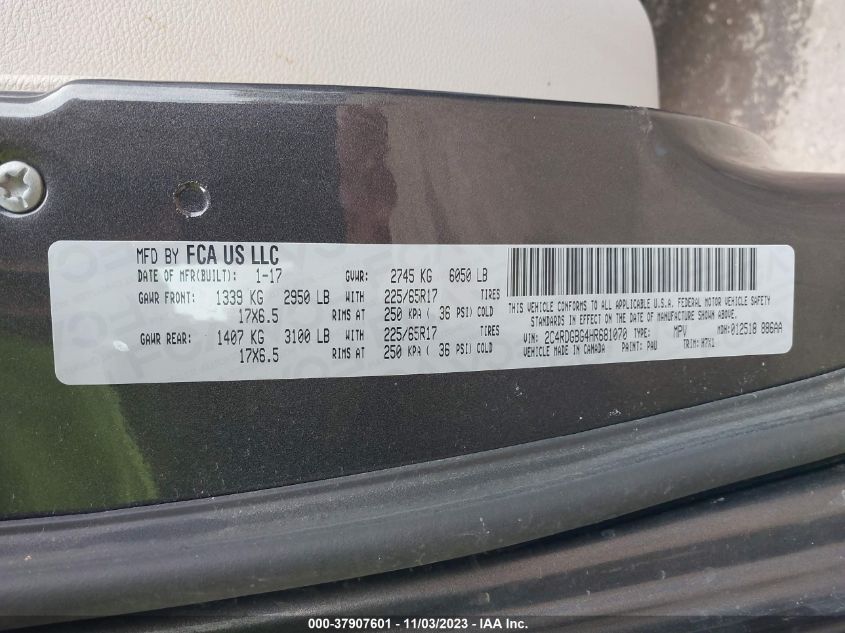 MFD BY FCA US LLC
DATE OF MFR(BUILT): 1-17 GVWR: 2745 KG 6050 LB
GAWR FRONT: 1339 KG 2950 LB WITH 225/65R17 TIRES
17X6.5 RIMS AT 250 KPA ( 36 PSI) COLD
GAWR REAR: 1407 KG 3100 LB WITH 225/65R17 TIRES
17X6.5 RIMS AT 250 KPA ( 36 PSI) COLD
THIS VEHICLE CONFORMS TO ALL APPLICABLE U.S.A. FEDERAL MOTOR VEHICLE SAFETY
STANDARDS IN EFFECT ON THE DATE OF MANUFACTURE SHOWN ABOVE.
VIN: 2C4RDGBG4HR681070 TYPE: MPV MDH: 012518 886AA
VEHICLE MADE IN CANADA PAINT: PAU TRIM: H7X1
000-37907601 - 11/03/2023 - IAA Inc.